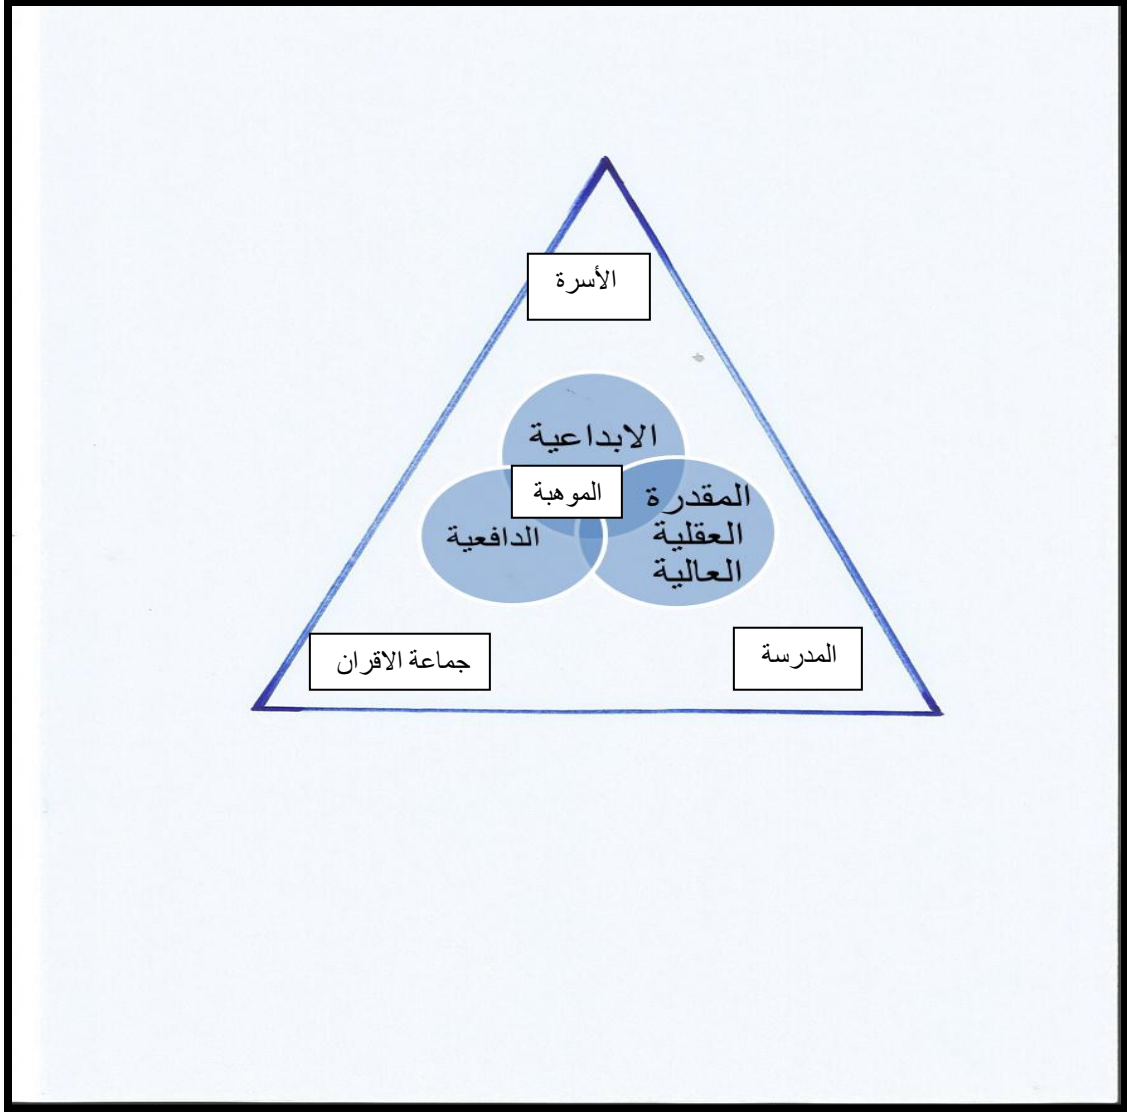 الأسرة
الابداعية
الموهبة
المقدرة
العقلية
العالية
الدافعية
المدرسة
جماعة الاقران